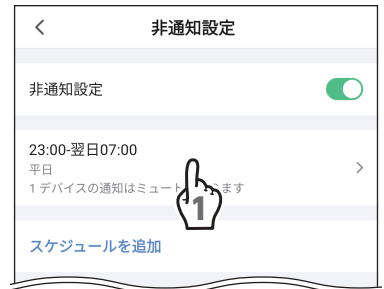 非通知設定
非通知設定
23:00-翌日07:00
平日
1 デバイスの通知はミュート ります
1
スケジュールを追加